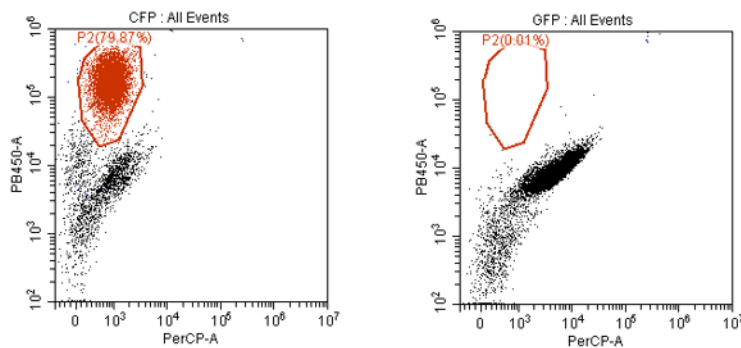 CFP : All Events
P2(79.87%)
PB450-A
10^6
10^5
10^4
10^3
10^2
0 10^3 10^4 10^5 10^6 10^7
PerCP-A
GFP : All Events
P2(0.01%)
PB450-A
10^6
10^5
10^4
10^3
10^2
0 10^3 10^4 10^5 10^6 10^7
PerCP-A